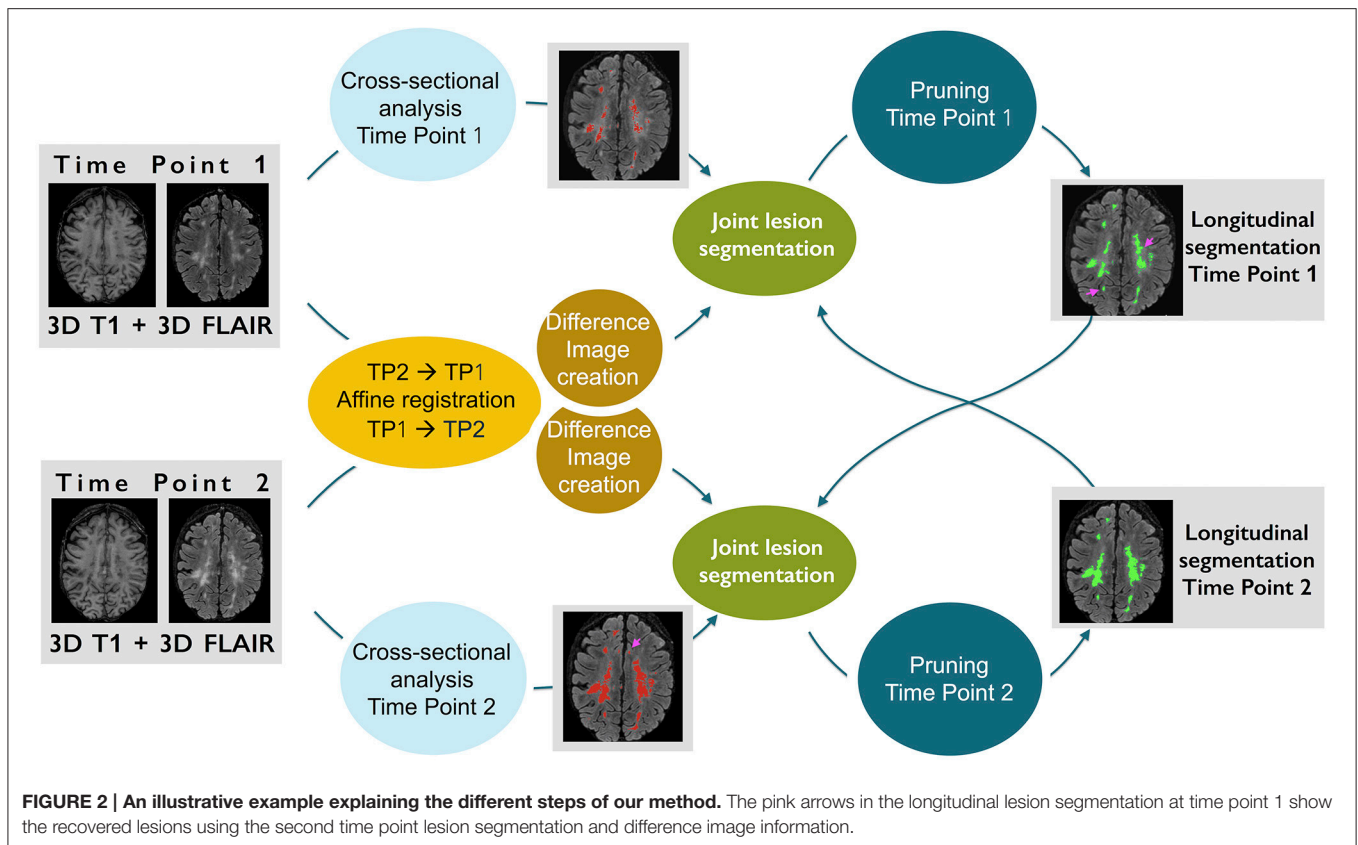 Cross-sectional
analysis
Time Point 1
Pruning
Time Point 1
Time Point 1
3D T1 + 3D FLAIR
Joint lesion
segmentation
Longitudinal
segmentation
Time Point 1
Difference
Image
creation
TP2 → TP1
Affine registration
TP1 → TP2
Difference
Image
creation
Time Point 2
3D T1 + 3D FLAIR
Joint lesion
segmentation
Longitudinal
segmentation
Time Point 2
Cross-sectional
analysis
Time Point 2
Pruning
Time Point 2
FIGURE 2 | An illustrative example explaining the different steps of our method. The pink arrows in the longitudinal lesion segmentation at time point 1 show
the recovered lesions using the second time point lesion segmentation and difference image information.